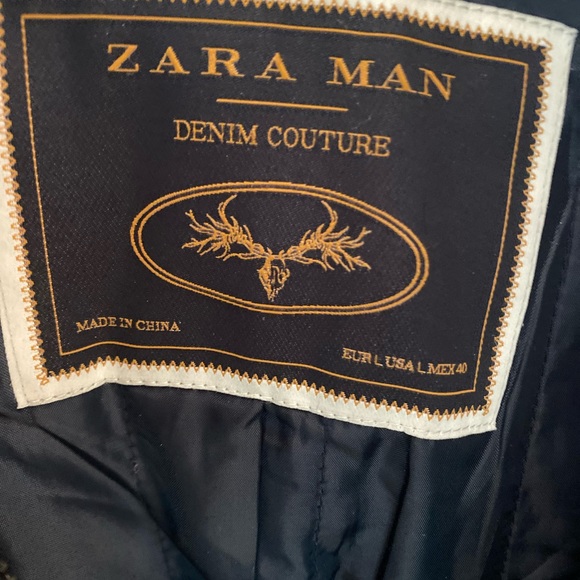 ZARA MAN
DENIM COUTURE
MADE IN CHINA
EUR L USA L MEX 40